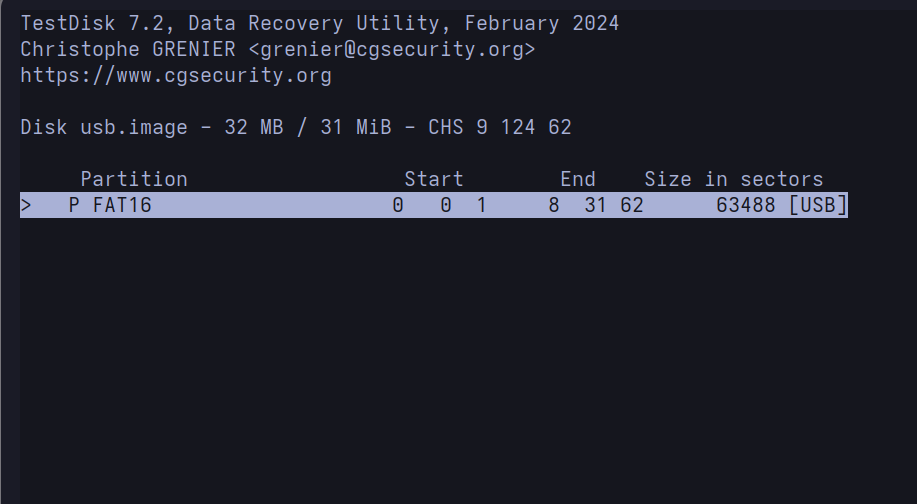 TestDisk 7.2, Data Recovery Utility, February 2024
Christophe GRENIER <grenier@cgsecurity.org>
https://www.cgsecurity.org
Disk usb.image - 32 MB / 31 MiB - CHS 9 124 62
Partition Start End Size in sectors
> P FAT16 0 0 1 8 31 62 63488 [USB]